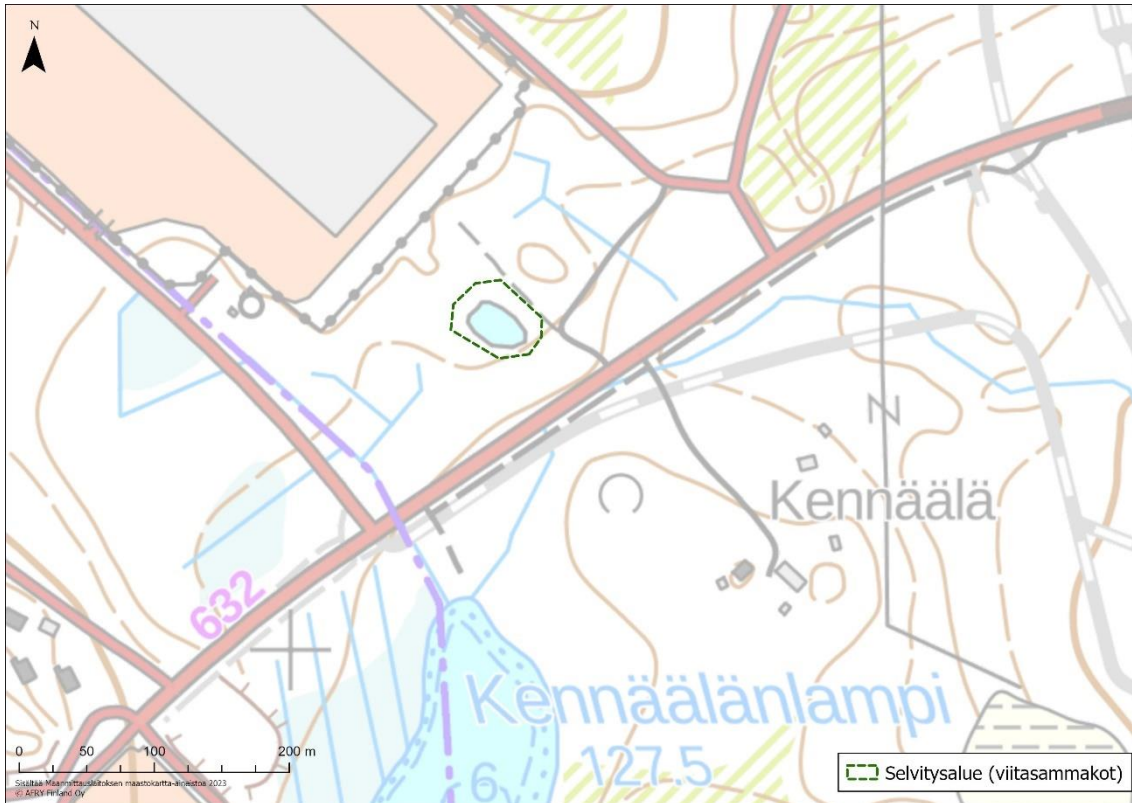 N
Kennäälä
632
Kennäälänlampi
127.5
6
0 50 100 200 m
Sisältää Maanmittauslaitoksen maastokartta-aineistoa 2023
© AFRY Finland Oy
Selvitysalue (viitasammakot)